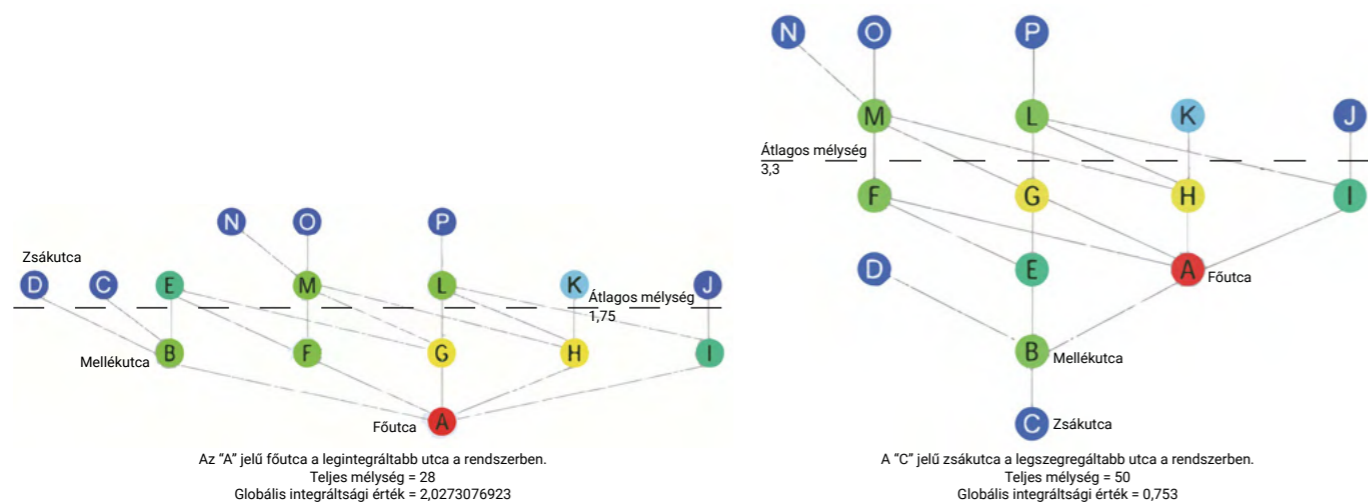 N O P
Zsákutca
D C E M L K J
Átlagos mélység
1,75
Mellékutca
B F G H I
Főutca
A
Az “A” jelű főutca a legintegráltabb utca a rendszerben.
Teljes mélység = 28
Globális integráltsági érték = 2,0273076923
N O P
M L K J
Átlagos mélység
3,3
F G H I
D E A
Főutca
B Mellékutca
C Zsákutca
A “C” jelű zsákutca a legszegregáltabb utca a rendszerben.
Teljes mélység = 50
Globális integráltsági érték = 0,753